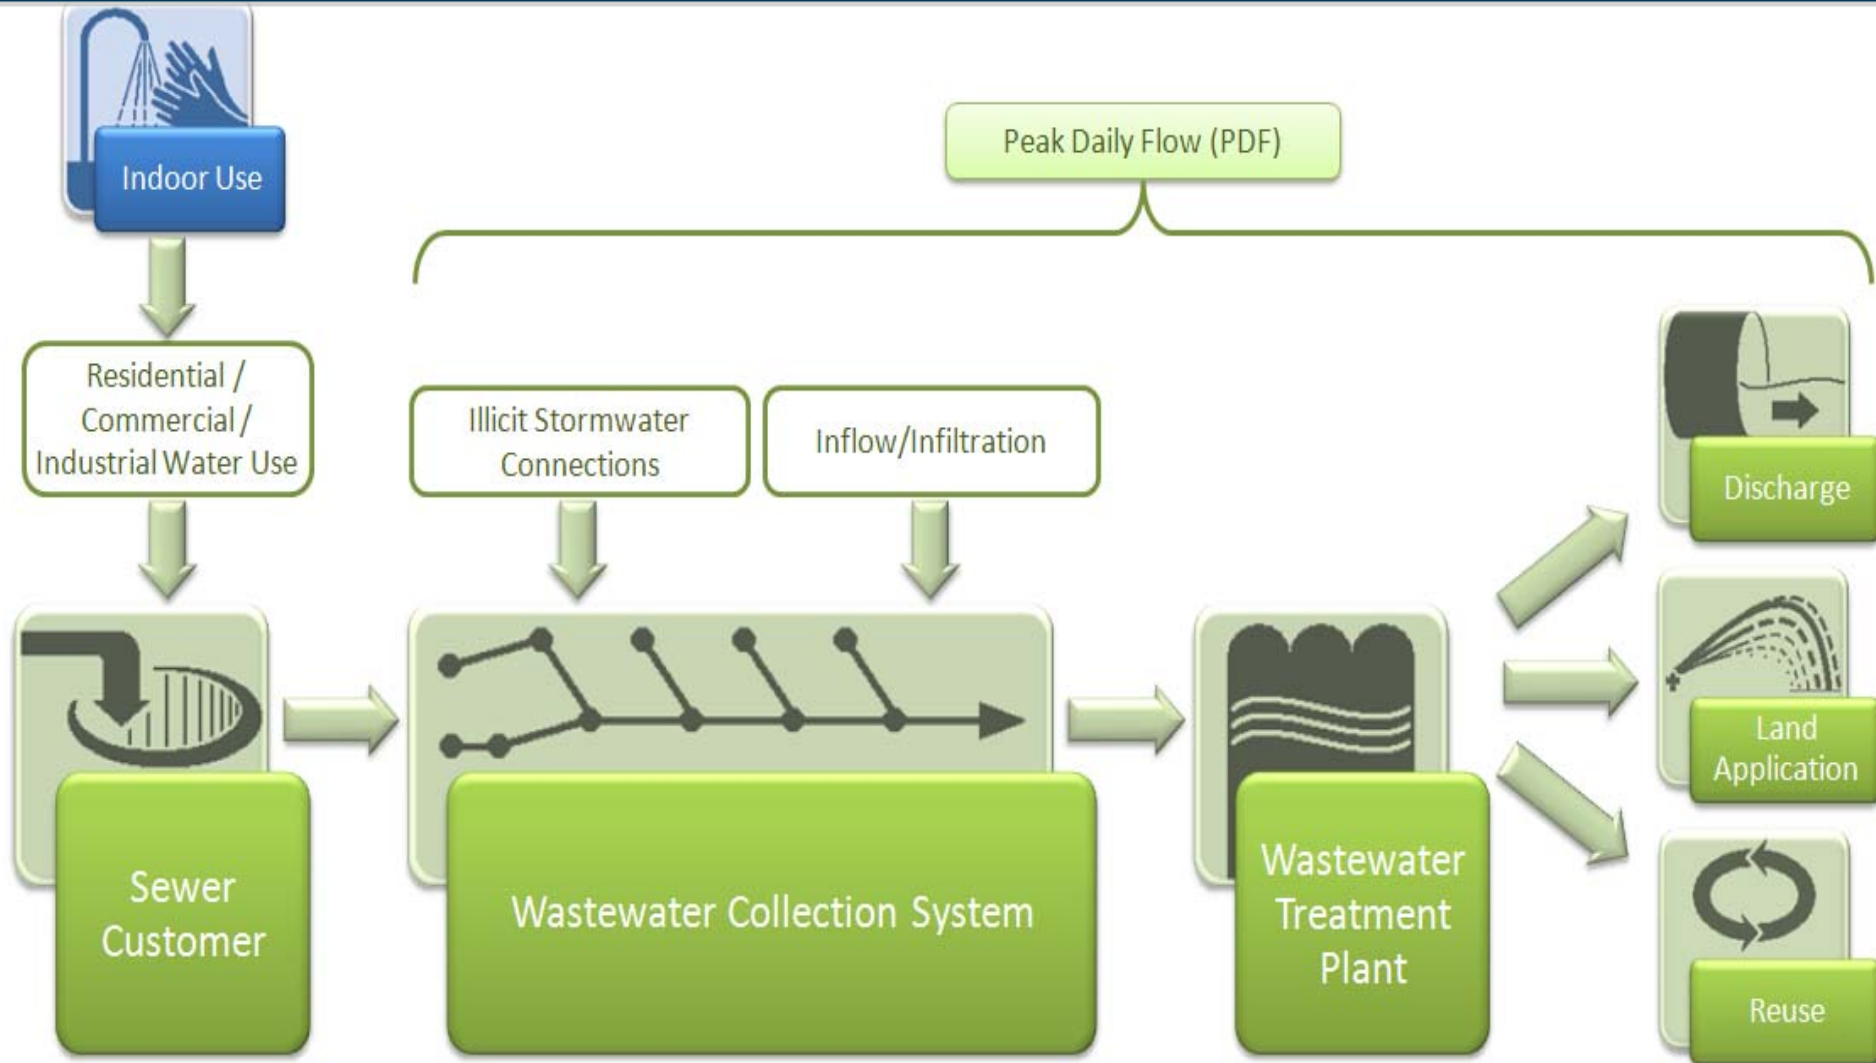 Indoor Use
Peak Daily Flow (PDF)
Residential /
Commercial /
Industrial Water Use
Illicit Stormwater
Connections
Inflow/Infiltration
Discharge
Land
Application
Sewer
Customer
Wastewater Collection System
Wastewater
Treatment
Plant
Reuse